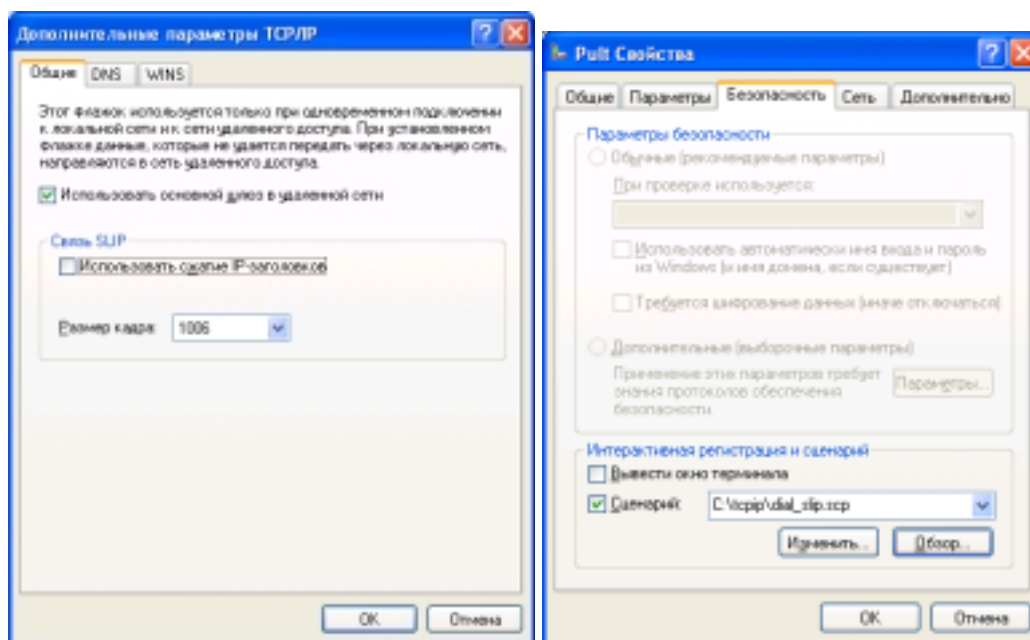 Дополнительные параметры TCP/IP
Общие DNS WINS
Этот флажок используется только при одновременном подключении
к локальной сети и к сети удаленного доступа. При установленном
флажке данные, которые не удается передать через локальную сеть,
направляются в сеть удаленного доступа.
Использовать основной шлюз в удаленной сети
Связь SLIP
Использовать сжатие IP-заголовков
Размер кадра: 1006
OK Отмена
Pult Свойства
Общие Параметры Безопасность Сеть Дополнительно
Параметры безопасности
Обычные (рекомендуемые параметры)
При проверке используется:
Использовать автоматически имя входа и пароль
из Windows (и имя домена, если существует)
Требуется шифрование данных (иначе отключаться)
Дополнительные (выборочные параметры)
Применение этих параметров требует
знания протоколов обеспечения
безопасности.
Параметры...
Интерактивная регистрация и сценарий
Вывести окно терминала
Сценарий: C:\tcpip\dial_slip.scp
Изменить... Обзор...
OK Отмена